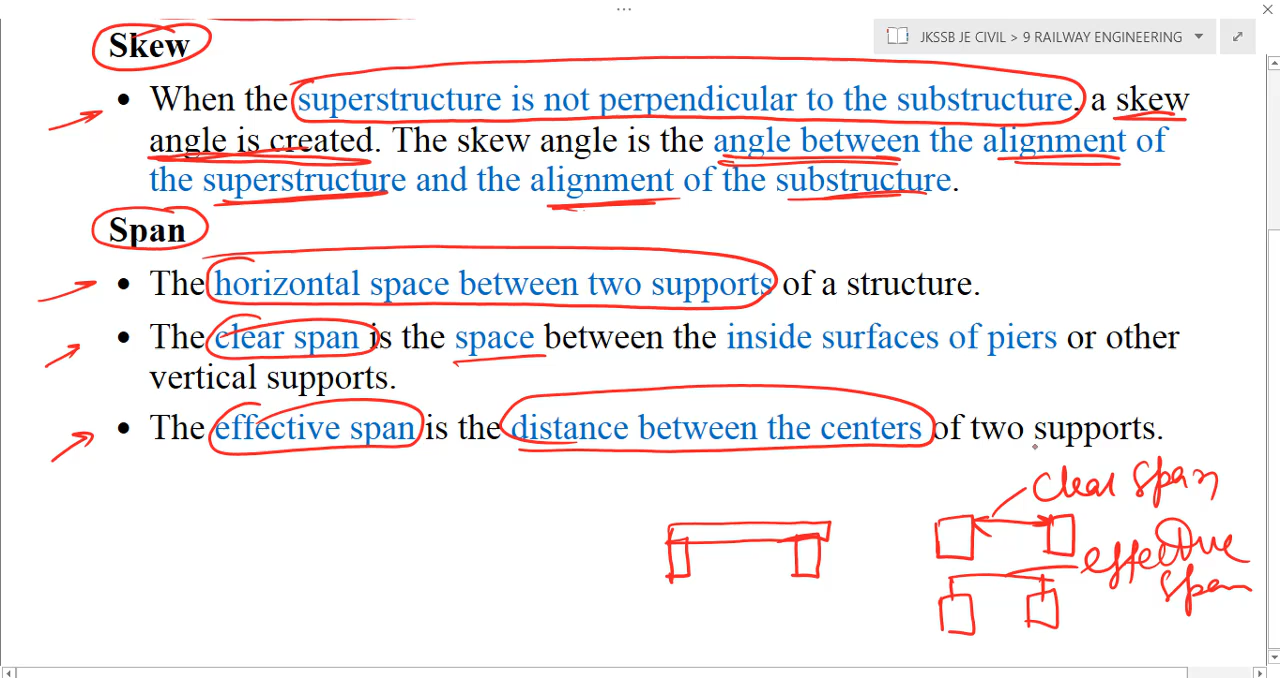 JKSSB JE CIVIL > 9 RAILWAY ENGINEERING
Skew
• When the superstructure is not perpendicular to the substructure, a skew
angle is created. The skew angle is the angle between the alignment of
the superstructure and the alignment of the substructure.
Span
• The horizontal space between two supports of a structure.
• The clear span is the space between the inside surfaces of piers or other
vertical supports.
• The effective span is the distance between the centers of two supports.
Clear Span
effective
span